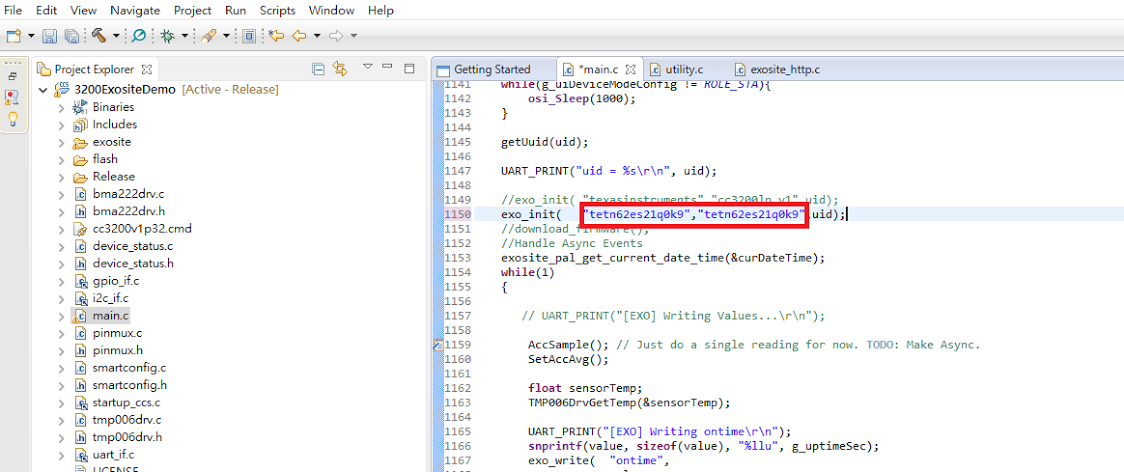 File Edit View Navigate Project Run Scripts Window Help
Project Explorer
3200ExositeDemo [Active - Release]
Binaries
Includes
exosite
flash
Release
bma222drv.c
bma222drv.h
cc3200v1p32.cmd
device_status.c
device_status.h
gpio_if.c
i2c_if.c
main.c
pinmux.c
pinmux.h
smartconfig.c
smartconfig.h
startup_ccs.c
tmp006drv.c
tmp006drv.h
uart_if.c
LICENSE
Getting Started *main.c utility.c exosite_http.c
1141 while(g_uiDeviceModeConfig != ROLE_STA){
1142 osi_Sleep(1000);
1143 }
1144
1145 getUuid(uid);
1146
1147 UART_PRINT("uid = %s\r\n", uid);
1148
1149 //exo_init( "texasinstruments" "cc3200lp_v1" uid);
1150 exo_init( "tetn62es21q0k9","tetn62es21q0k9",uid);
1151 //download_firmware();
1152 //Handle Async Events
1153 exosite_pal_get_current_date_time(&curDateTime);
1154 while(1)
1155 {
1156
1157 // UART_PRINT("[EXO] Writing Values...\r\n");
1158
1159 AccSample(); // Just do a single reading for now. TODO: Make Async.
1160 SetAccAvg();
1161
1162 float sensorTemp;
1163 TMP006DrvGetTemp(&sensorTemp);
1164
1165 UART_PRINT("[EXO] Writing ontime\r\n");
1166 snprintf(value, sizeof(value), "%llu", g_uptimeSec);
1167 exo_write( "ontime",